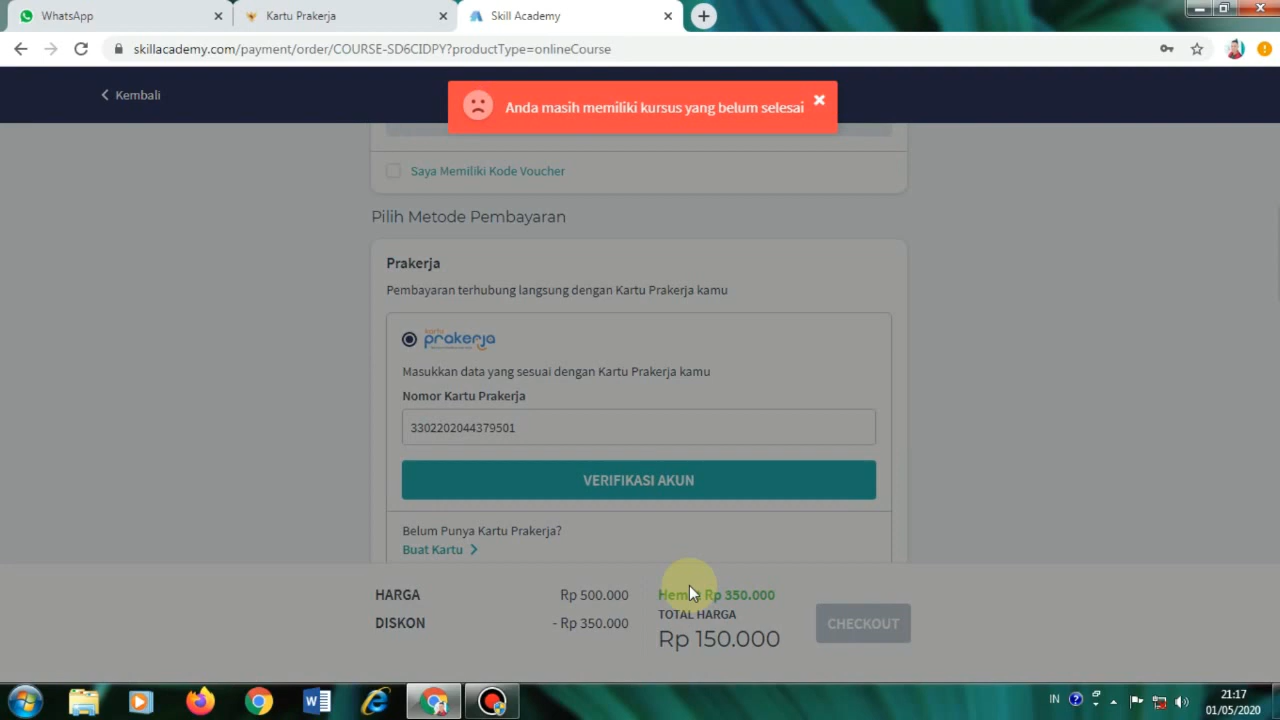 WhatsApp
Kartu Prakerja
Skill Academy
skillacademy.com/payment/order/COURSE-SD6CIDPY?productType=onlineCourse
Kembali
Anda masih memiliki kursus yang belum selesai
Saya Memiliki Kode Voucher
Pilih Metode Pembayaran
Prakerja
Pembayaran terhubung langsung dengan Kartu Prakerja kamu
kartu
prakerja
Masukkan data yang sesuai dengan Kartu Prakerja kamu
Nomor Kartu Prakerja
3302202044379501
VERIFIKASI AKUN
Belum Punya Kartu Prakerja?
Buat Kartu
HARGA Rp 500.000
DISKON - Rp 350.000
Rp 350.000
TOTAL HARGA
Rp 150.000
CHECKOUT
IN
21:17
01/05/2020